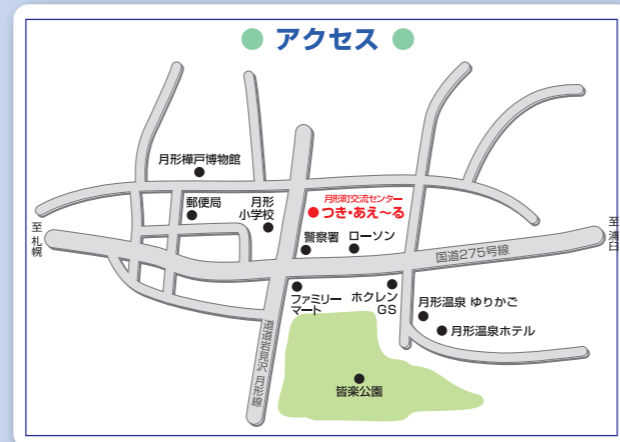 アクセス
月形樺戸博物館
郵便局
月形
小学校
月形町交流センター
つき・あえ～る
警察署
ローソン
至札幌
国道275号線
至浦臼
ファミリー
マート
ホクレン
GS
月形温泉 ゆりかご
月形温泉ホテル
道道岩見沢月形線
皆楽公園